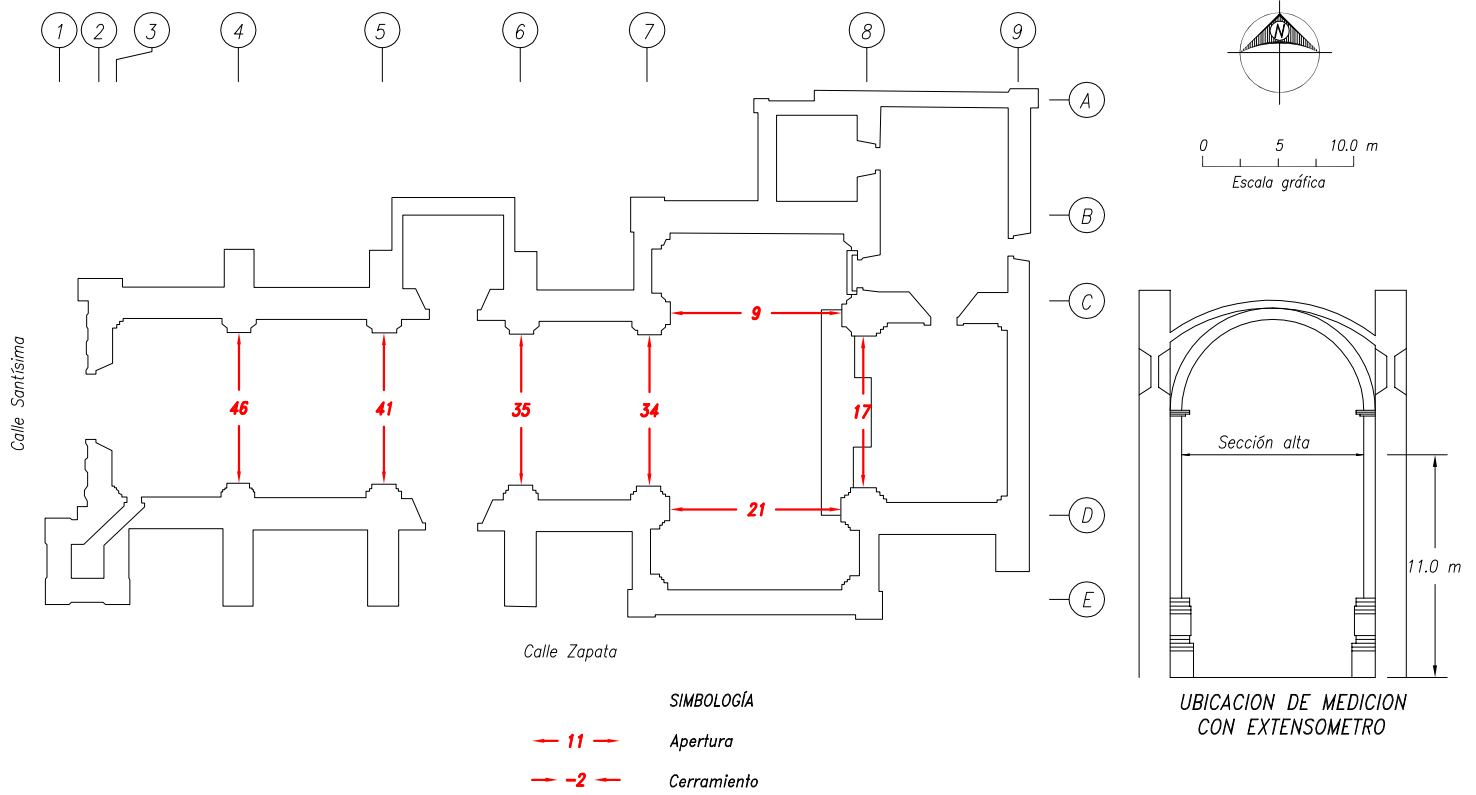 1 2 3 4 5 6 7 8 9
N
A
0 5 10.0 m
Escala gráfica
B
C
9
Calle Santísima
46 41 35 34 17
Sección alta
21
D
11.0 m
E
Calle Zapata
SIMBOLOGÍA
11 Apertura
-2 Cerramiento
UBICACION DE MEDICION
CON EXTENSOMETRO